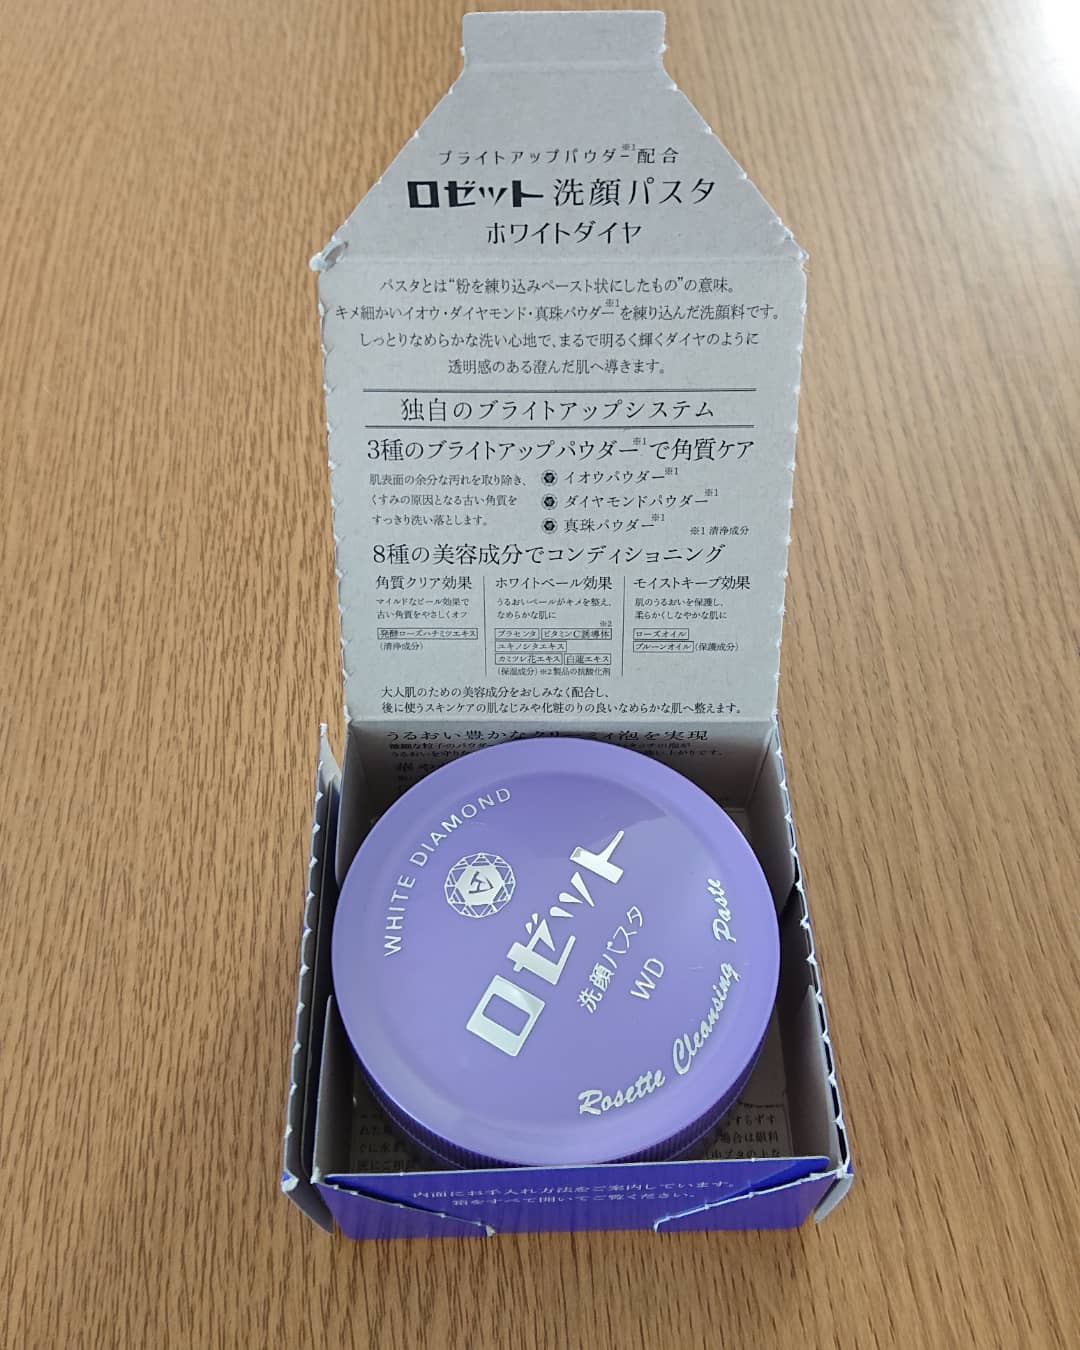 ブライトアップパウダー※1配合
ロゼット洗顔パスタ
ホワイトダイヤ
パスタとは“粉を練り込みペースト状にしたもの”の意味。
キメ細かいイオウ・ダイヤモンド・真珠パウダー※1を練り込んだ洗顔料です。
しっとりなめらかな洗い心地で、まるで明るく輝くダイヤのように
透明感のある澄んだ肌へ導きます。
独自のブライトアップシステム
3種のブライトアップパウダー※1で角質ケア
肌表面の余分な汚れを取り除き、
くすみの原因となる古い角質を
すっきり洗い落とします。
イオウパウダー※1
ダイヤモンドパウダー※1
真珠パウダー※1
※1 清浄成分
8種の美容成分でコンディショニング
角質クリア効果
マイルドなピール効果で
古い角質をやさしくオフ
発酵ローズハチミツエキス
(清浄成分)
ホワイトベール効果
うるおいベールがキメを整え、
なめらかな肌に
プラセンタ ビタミンC誘導体※2
ユキノシタエキス
カミツレ花エキス 白蓮エキス
(保湿成分)※2 製品の抗酸化剤
モイストキープ効果
肌のうるおいを保護し、
柔らかくしなやかな肌に
ローズオイル
プルーンオイル(保護成分)
大人肌のための美容成分をおしみなく配合し、
後に使うスキンケアの肌なじみや化粧のりの良いなめらかな肌へ整えます。
うるおい豊かなクリーミィ泡を実現
WHITE DIAMOND
ロゼット
洗顔パスタ
WD
Rosette Cleansing Paste
内面にお手入れ方法をご案内しています。
箱をすべて開いてご覧ください。